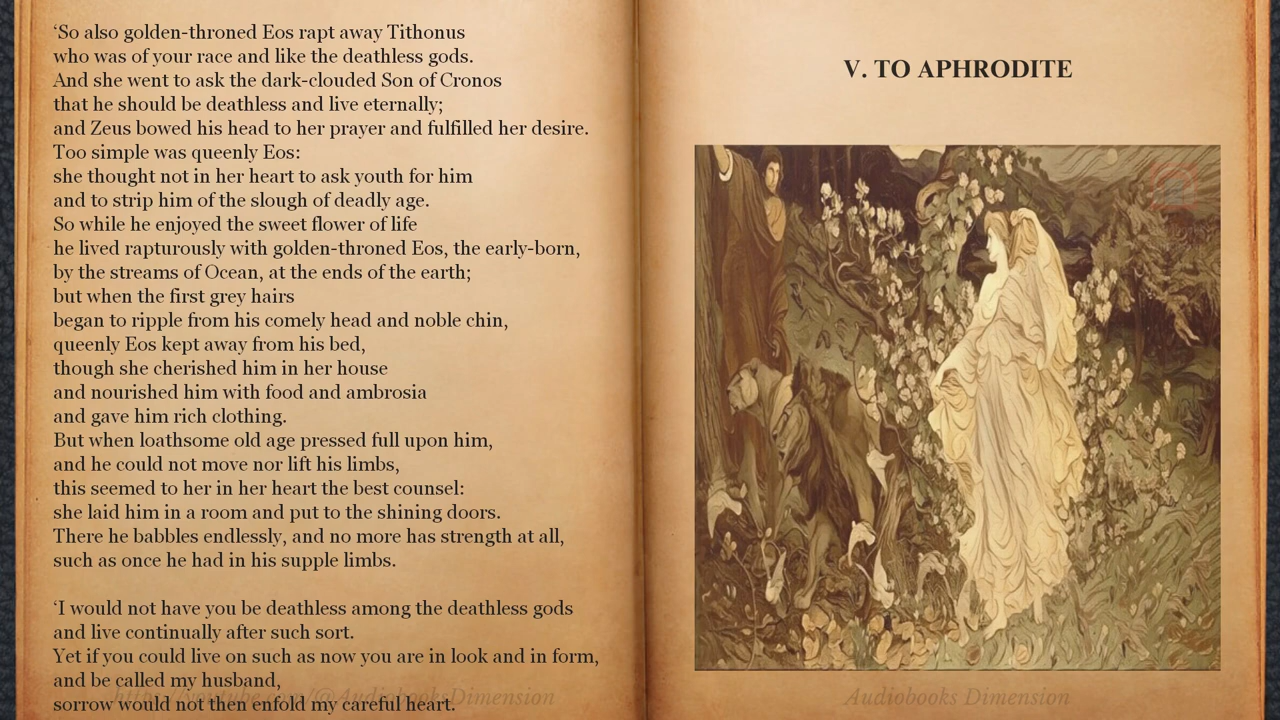 ‘So also golden-throned Eos rapt away Tithonus
who was of your race and like the deathless gods.
And she went to ask the dark-clouded Son of Cronos
that he should be deathless and live eternally;
and Zeus bowed his head to her prayer and fulfilled her desire.
Too simple was queenly Eos:
she thought not in her heart to ask youth for him
and to strip him of the slough of deadly age.
So while he enjoyed the sweet flower of life
he lived rapturously with golden-throned Eos, the early-born,
by the streams of Ocean, at the ends of the earth;
but when the first grey hairs
began to ripple from his comely head and noble chin,
queenly Eos kept away from his bed,
though she cherished him in her house
and nourished him with food and ambrosia
and gave him rich clothing.
But when loathsome old age pressed full upon him,
and he could not move nor lift his limbs,
this seemed to her in her heart the best counsel:
she laid him in a room and put to the shining doors.
There he babbles endlessly, and no more has strength at all,
such as once he had in his supple limbs.
‘I would not have you be deathless among the deathless gods
and live continually after such sort.
Yet if you could live on such as now you are in look and in form,
and be called my husband,
https://youtube.com/@AudiobooksDimension
sorrow would not then enfold my careful heart.
V. TO APHRODITE
Audiobooks Dimension